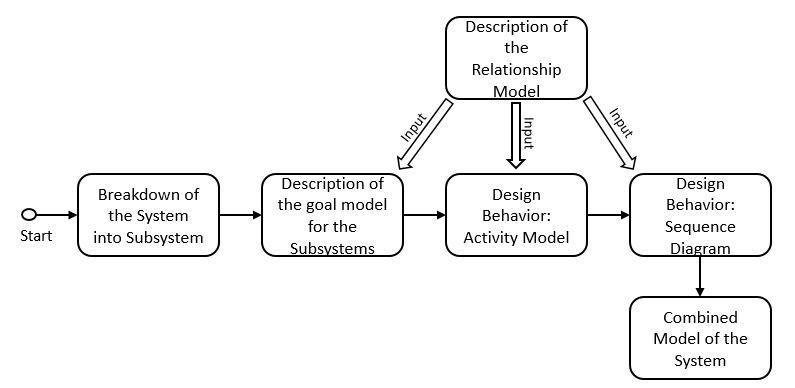 Description of
the
Relationship
Model
Input
Input
Input
Start
Breakdown of
the System
into Subsystem
Description of
the goal model
for the
Subsystems
Design
Behavior:
Activity Model
Design
Behavior:
Sequence
Diagram
Combined
Model of the
System